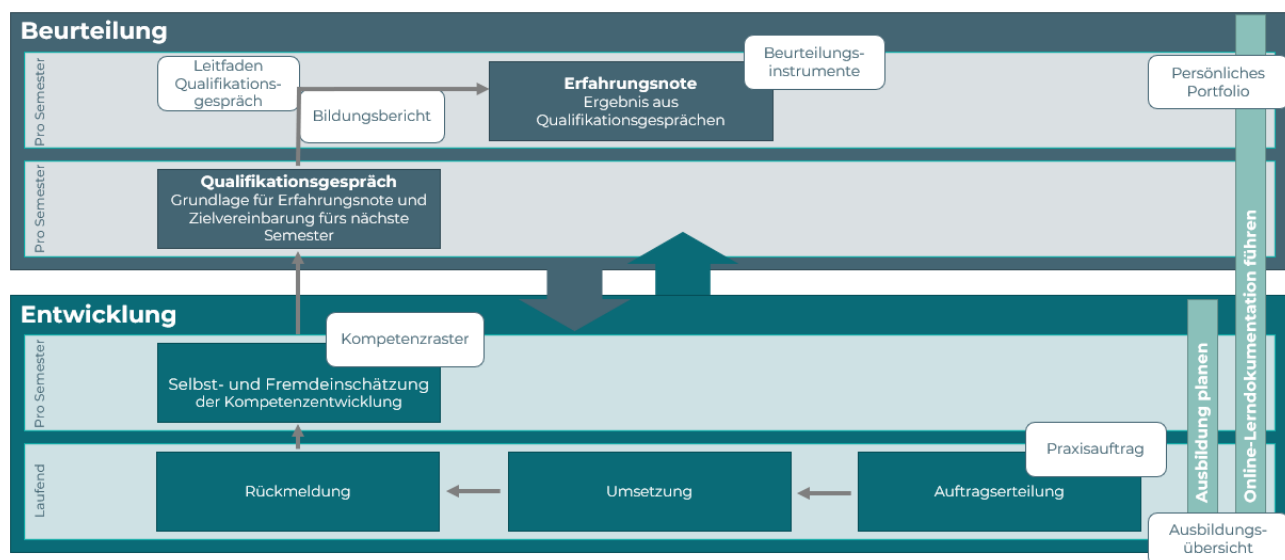 Beurteilung
Pro Semester
Leitfaden
Qualifikations-
gespräch
Bildungsbericht
Erfahrungsnote
Ergebnis aus
Qualifikationsgesprächen
Beurteilungs-
instrumente
Persönliches
Portfolio
Pro Semester
Qualifikationsgespräch
Grundlage für Erfahrungsnote und
Zielvereinbarung fürs nächste
Semester
Entwicklung
Pro Semester
Kompetenzraster
Selbst- und Fremdeinschätzung
der Kompetenzentwicklung
Laufend
Rückmeldung
Umsetzung
Auftragserteilung
Praxisauftrag
Ausbildung planen
Online-Lerndokumentation führen
Ausbildungs-
übersicht